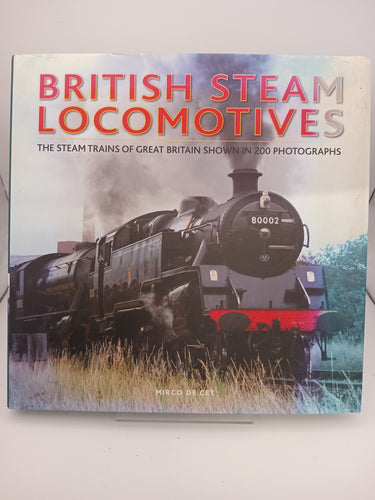 BRITISH STEAM
LOCOMOTIVES
THE STEAM TRAINS OF GREAT BRITAIN SHOWN IN 200 PHOTOGRAPHS
80002
MIRCO DE CET